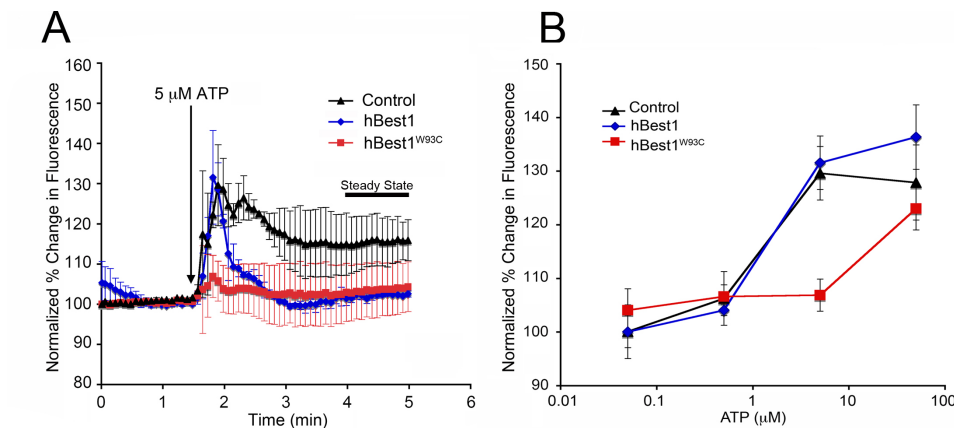 A
B
Normalized % Change in Fluorescence
160
150
140
130
120
110
100
90
80
0
1
2
3
4
5
6
Time (min)
5 μM ATP
Control
hBest1
hBest1W93C
Steady State
Normalized % Change in Fluorescence
140
130
120
110
100
90
0.01
0.1
1
10
100
ATP (μM)
Control
hBest1
hBest1W93C